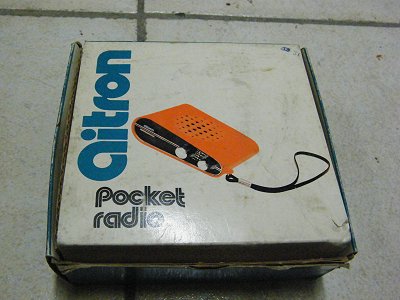 aitron
Pocket
radio